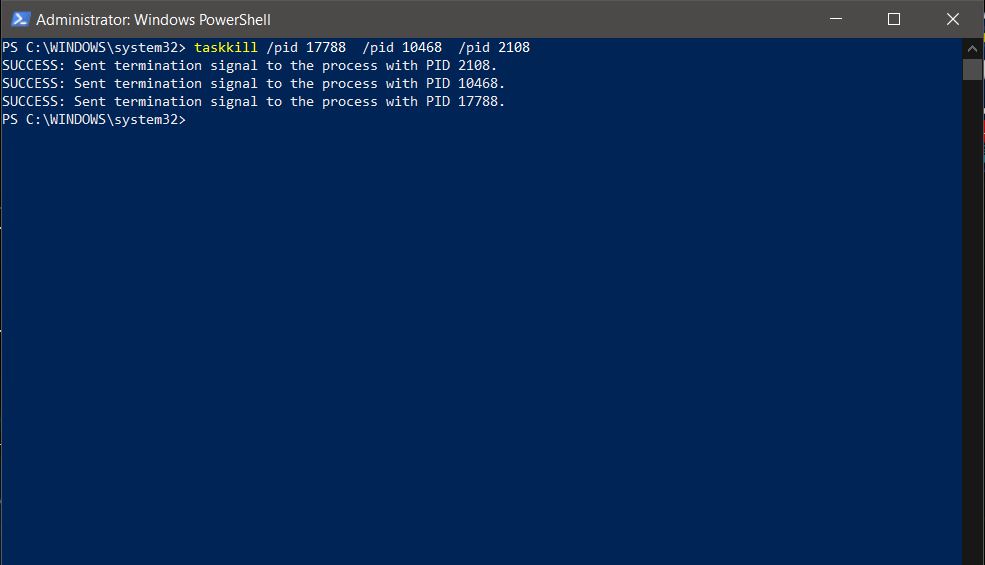 Administrator: Windows PowerShell
PS C:\WINDOWS\system32> taskkill /pid 17788  /pid 10468  /pid 2108
SUCCESS: Sent termination signal to the process with PID 2108.
SUCCESS: Sent termination signal to the process with PID 10468.
SUCCESS: Sent termination signal to the process with PID 17788.
PS C:\WINDOWS\system32>